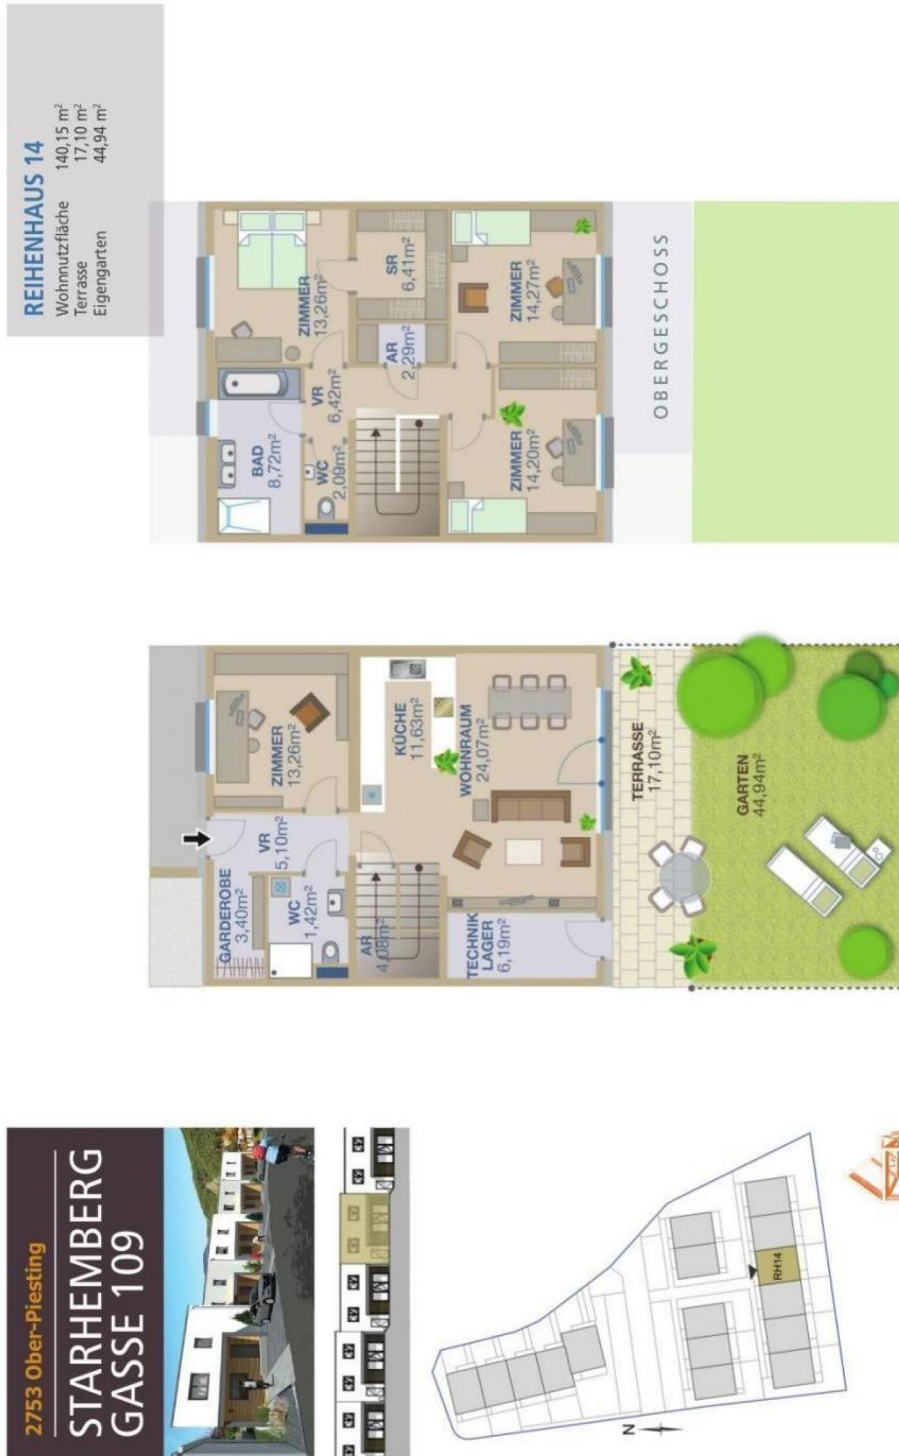 2753 Ober-Piesting
STARHEMBERG
GASSE 109
REIHENHAUS 14
Wohnnutzfläche 140,15 m²
Terrasse 17,10 m²
Eigengarten 44,94 m²
GARDEROBE
3,40m²
VR
5,10m²
ZIMMER
13,26m²
WC
1,42m²
AR
4,08m²
KÜCHE
11,63m²
WOHNRAUM
24,07m²
TECHNIK
LAGER
6,19m²
TERRASSE
17,10m²
GARTEN
44,94m²
BAD
8,72m²
ZIMMER
13,26m²
VR
6,42m²
WC
2,09m²
AR
2,29m²
SR
6,41m²
ZIMMER
14,20m²
ZIMMER
14,27m²
OBERGESCHOSS
N
RH14